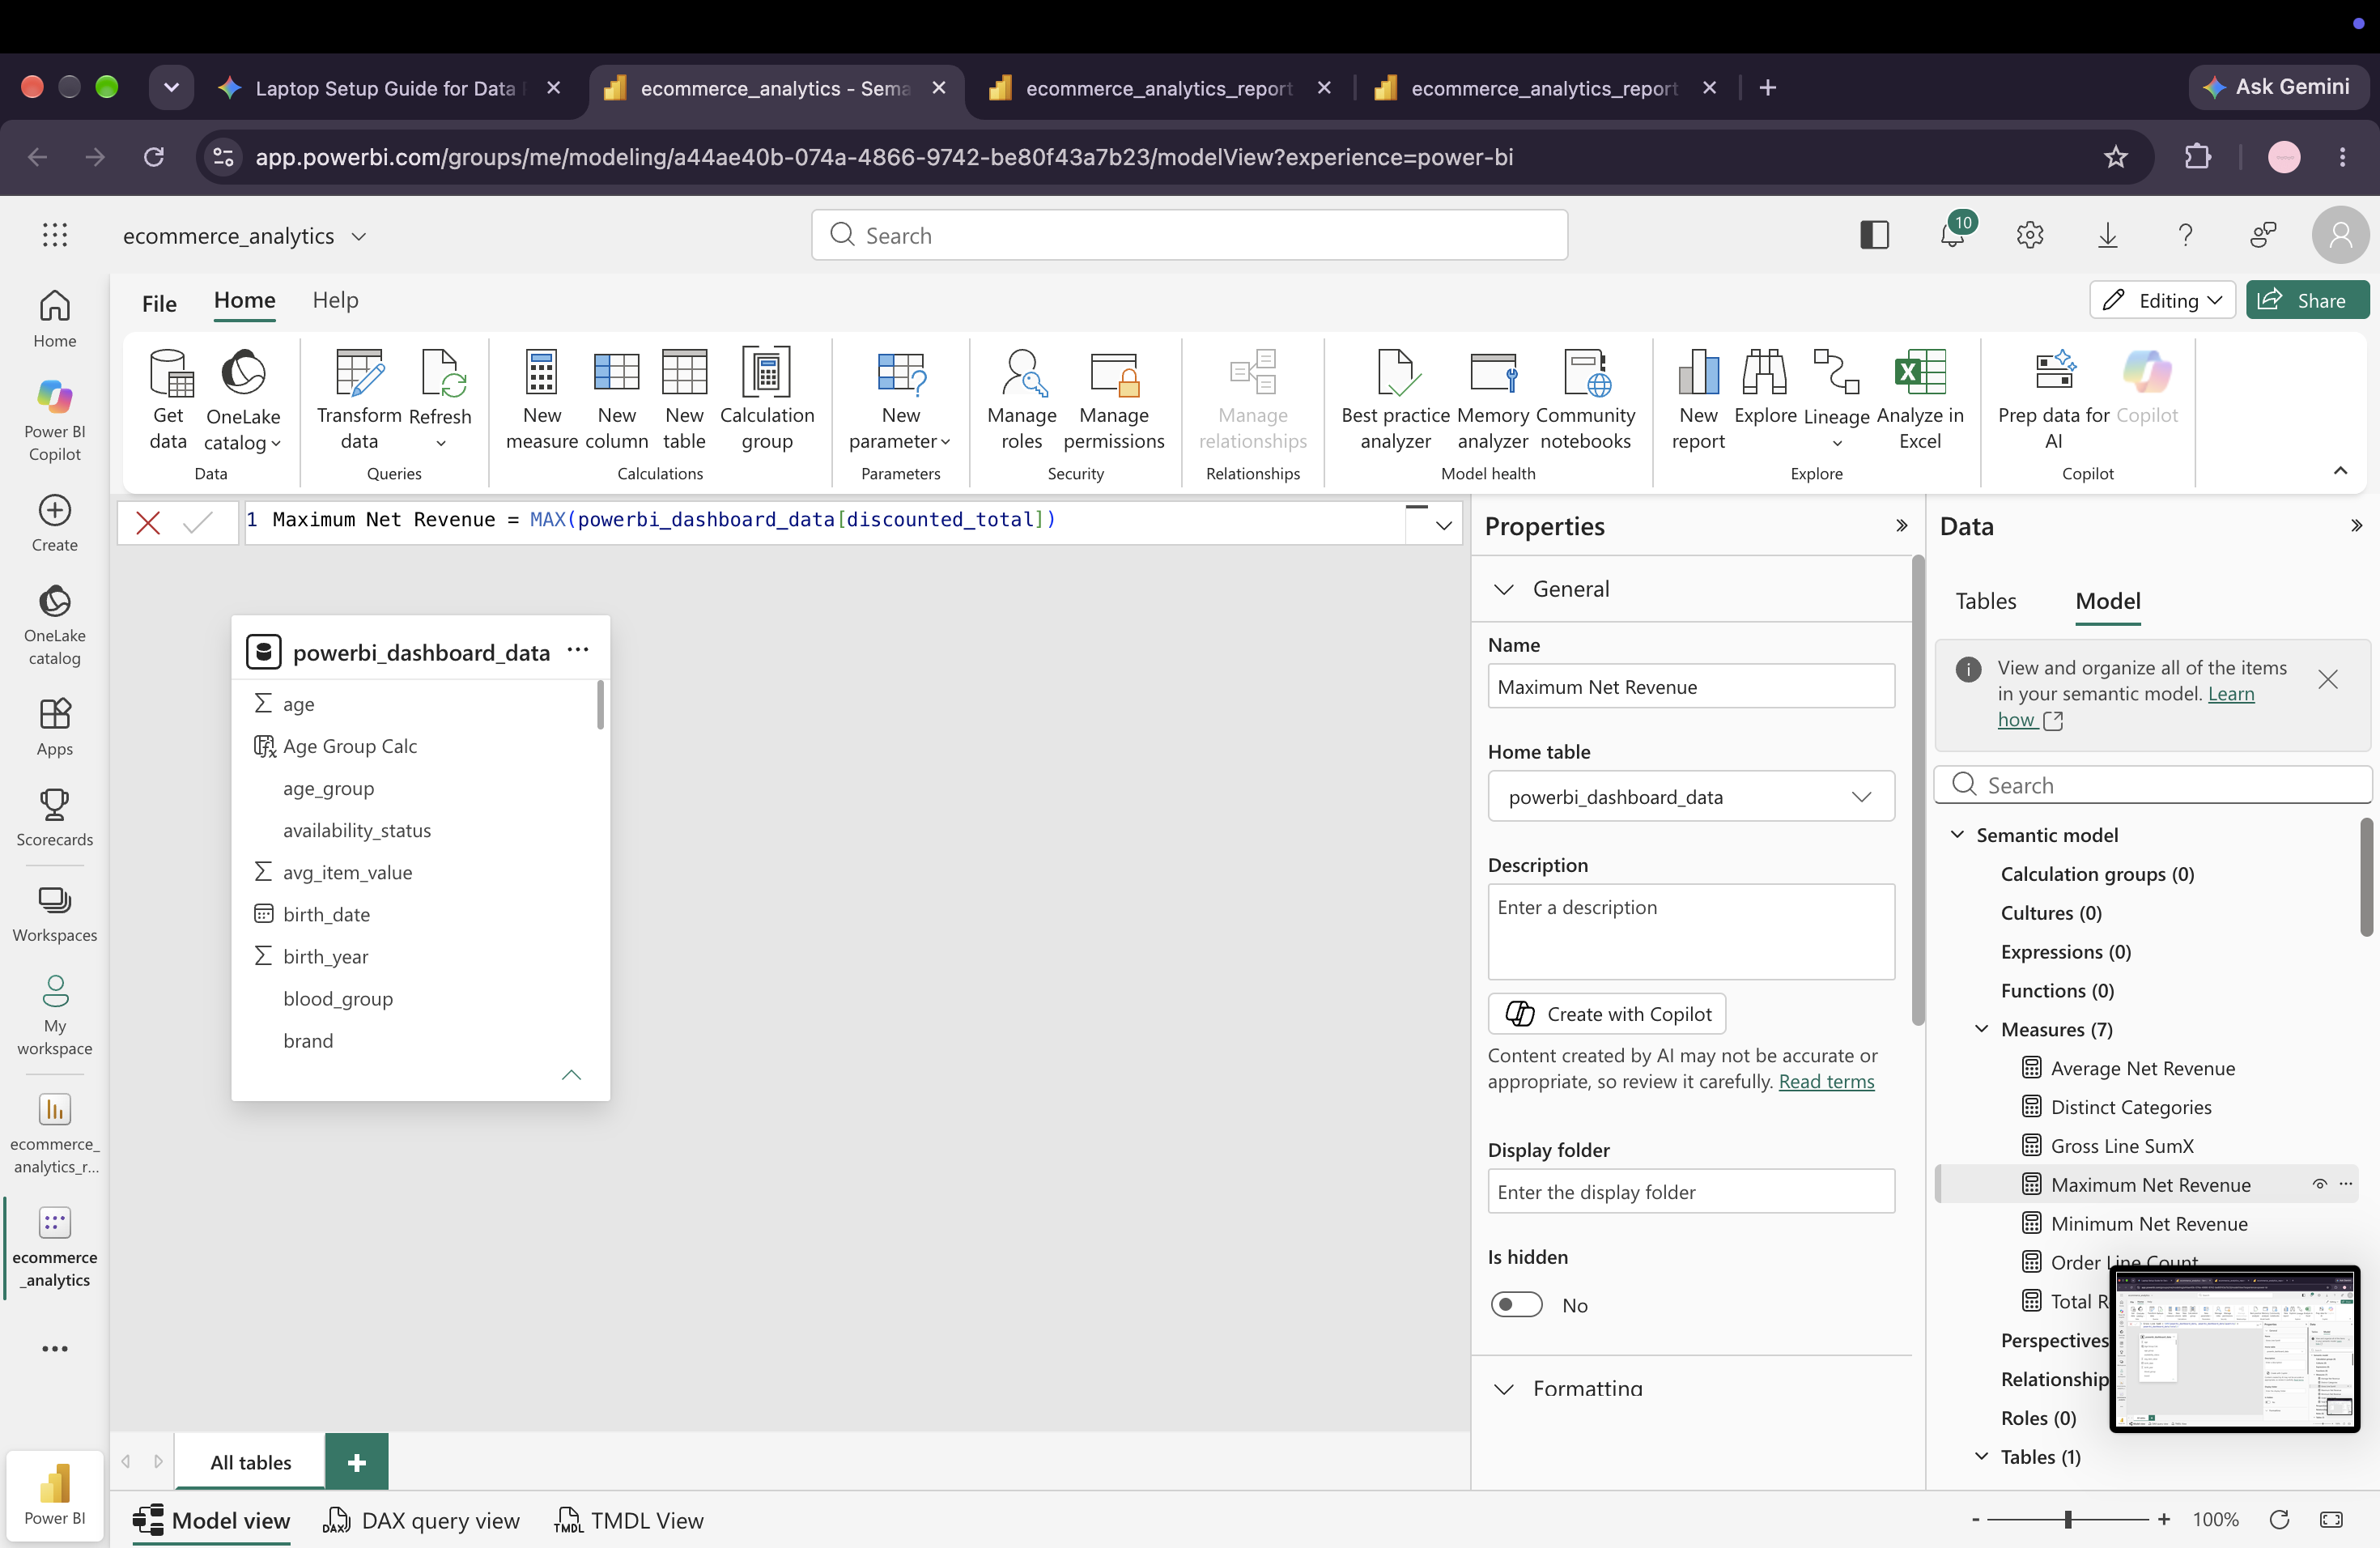 Laptop Setup Guide for Data
ecommerce_analytics - Sema
ecommerce_analytics_report
ecommerce_analytics_report
Ask Gemini
app.powerbi.com/groups/me/modeling/a44ae40b-074a-4866-9742-be80f43a7b23/modelView?experience=power-bi
ecommerce_analytics
Search
10
File
Home
Help
Editing
Share
Home
Power BI
Copilot
Create
OneLake
catalog
Apps
Scorecards
Workspaces
My
workspace
ecommerce_
analytics_r...
ecommerce
_analytics
Power BI
Get
data
OneLake
catalog
Data
Transform
data
Refresh
Queries
New
measure
New
column
New
table
Calculation
group
Calculations
New
parameter
Parameters
Manage
roles
Manage
permissions
Security
Manage
relationships
Relationships
Best practice
analyzer
Memory
analyzer
Community
notebooks
Model health
New
report
Explore
Lineage
Analyze in
Excel
Explore
Prep data for
AI
Copilot
Copilot
1 Maximum Net Revenue = MAX(powerbi_dashboard_data[discounted_total])
powerbi_dashboard_data
age
Age Group Calc
age_group
availability_status
avg_item_value
birth_date
birth_year
blood_group
brand
Properties
General
Name
Maximum Net Revenue
Home table
powerbi_dashboard_data
Description
Enter a description
Create with Copilot
Content created by AI may not be accurate or
appropriate, so review it carefully. Read terms
Display folder
Enter the display folder
Is hidden
No
Formatting
Data
Tables
Model
View and organize all of the items
in your semantic model. Learn
how
Search
Semantic model
Calculation groups (0)
Cultures (0)
Expressions (0)
Functions (0)
Measures (7)
Average Net Revenue
Distinct Categories
Gross Line SumX
Maximum Net Revenue
Minimum Net Revenue
Order Line Count
Total R
Perspectives
Relationship
Roles (0)
Tables (1)
All tables
Model view
DAX
DAX query view
TMDL
TMDL View
- + 100%